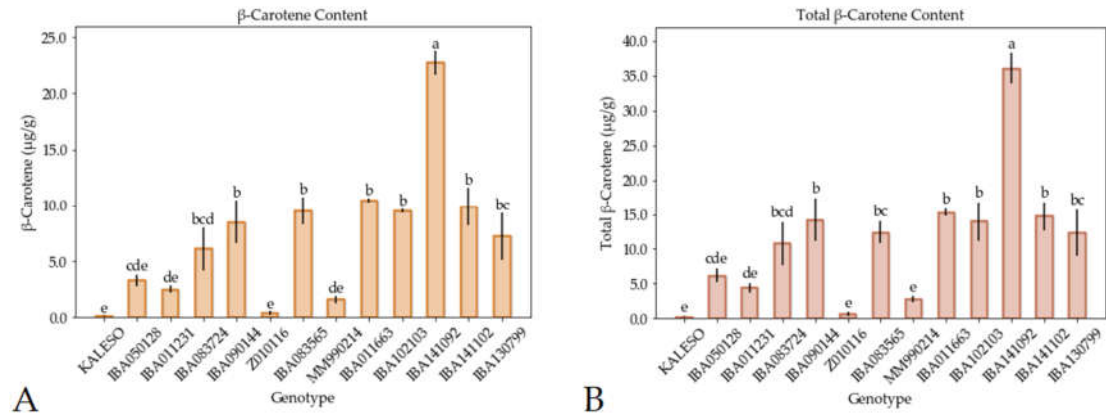 β-Carotene Content
β-Carotene (μg/g)
25.0
20.0
15.0
10.0
5.0
0.0
e
cde
de
bcd
b
e
b
e
b
b
a
b
bc
KALESO
IBA050128
IBA011231
IBA083724
IBA090144
Z010116
IBA083565
MM990214
IBA011663
IBA102103
IBA141092
IBA141102
IBA130799
Genotype
A
Total β-Carotene Content
Total β-Carotene (μg/g)
40.0
35.0
30.0
25.0
20.0
15.0
10.0
5.0
0.0
e
cde
de
bcd
b
e
bc
e
b
bc
a
b
bc
KALESO
IBA050128
IBA011231
IBA083724
IBA090144
Z010116
IBA083565
MM990214
IBA011663
IBA102103
IBA141092
IBA141102
IBA130799
Genotype
B